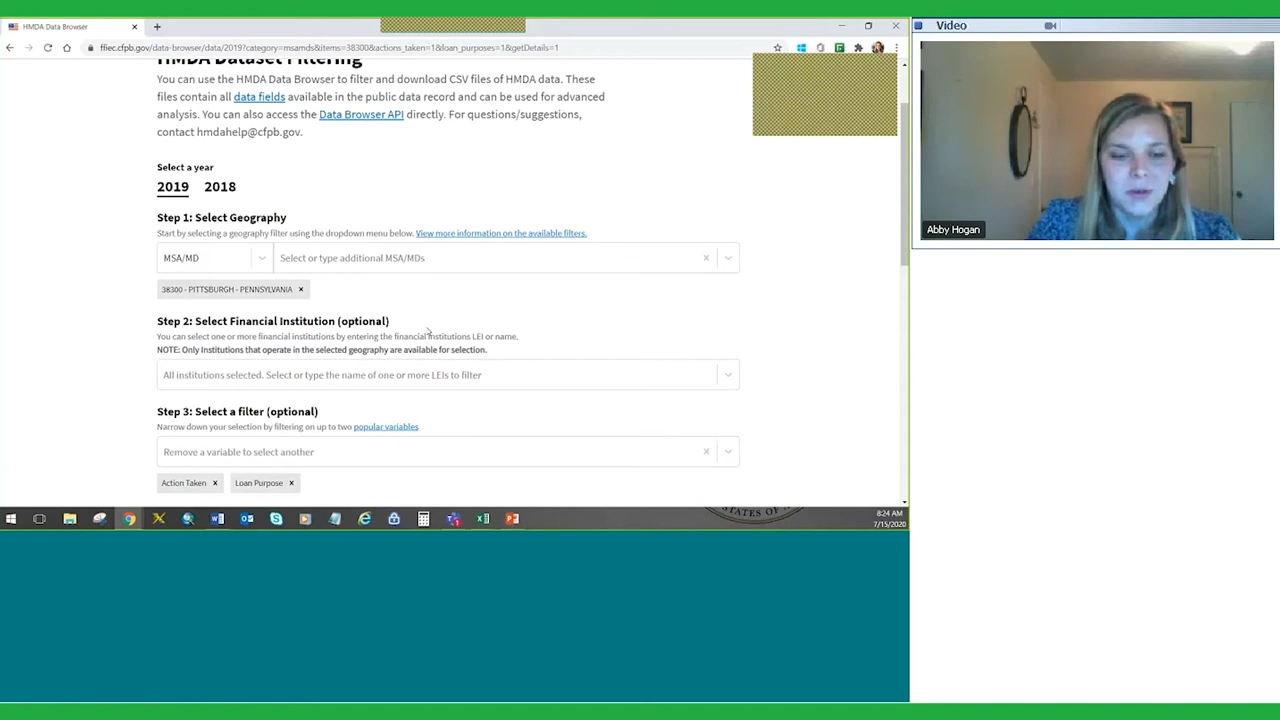 HMDA Data Browser
Video
ffiec.cfpb.gov/data-browser/data/2019?category=msamds&items=38300&actions_taken=1&loan_purposes=1&getDetails=1
HMDA Dataset Filtering
You can use the HMDA Data Browser to filter and download CSV files of HMDA data. These
files contain all data fields available in the public data record and can be used for advanced
analysis. You can also access the Data Browser API directly. For questions/suggestions,
contact hmdahelp@cfpb.gov.
Select a year
2019 2018
Step 1: Select Geography
Start by selecting a geography filter using the dropdown menu below. View more information on the available filters.
MSA/MD Select or type additional MSA/MDs
38300 - PITTSBURGH - PENNSYLVANIA
Step 2: Select Financial Institution (optional)
You can select one or more financial institutions by entering the financial institutions LEI or name.
NOTE: Only Institutions that operate in the selected geography are available for selection.
All institutions selected. Select or type the name of one or more LEIs to filter
Step 3: Select a filter (optional)
Narrow down your selection by filtering on up to two popular variables
Remove a variable to select another
Action Taken Loan Purpose
8:24 AM
7/15/2020
Abby Hogan